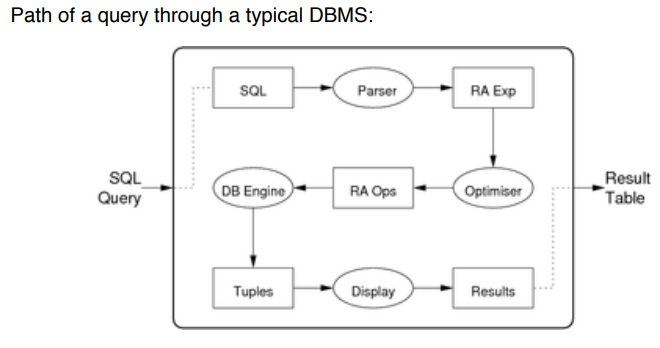 Path of a query through a typical DBMS:
SQL
Parser
RA Exp
SQL
Query
DB Engine
RA Ops
Optimiser
Result
Table
Tuples
Display
Results